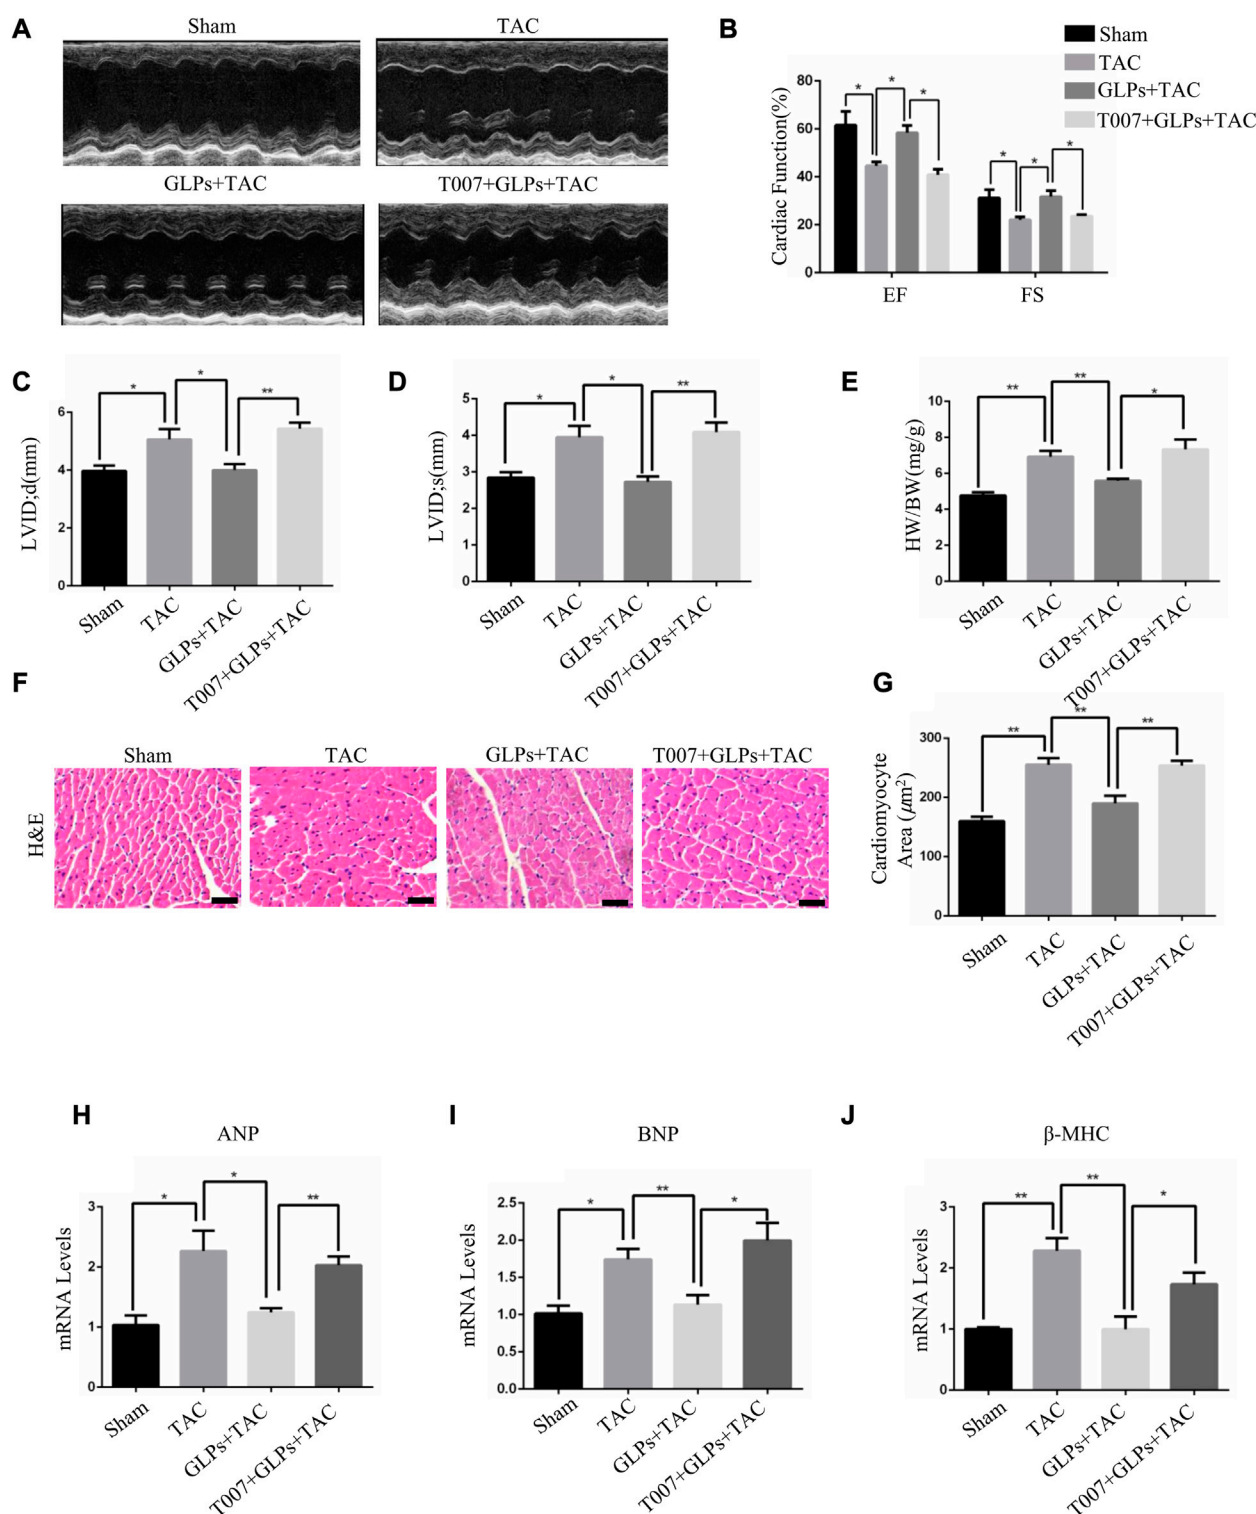 A
Sham
TAC
GLPs+TAC
T007+GLPs+TAC
B
Sham
TAC
GLPs+TAC
T007+GLPs+TAC
Cardiac Function(%)
80
60
40
20
0
* * *
* * *
EF
FS
C
LVID;d(mm)
6
4
2
0
* * **
Sham
TAC
GLPs+TAC
T007+GLPs+TAC
D
LVID;s(mm)
5
4
3
2
1
0
* * **
Sham
TAC
GLPs+TAC
T007+GLPs+TAC
E
HW/BW(mg/g)
10
8
6
4
2
0
** ** *
Sham
TAC
GLPs+TAC
T007+GLPs+TAC
F
H&E
Sham
TAC
GLPs+TAC
T007+GLPs+TAC
G
Cardiomyocyte
Area (μm²)
300
200
100
0
** ** **
Sham
TAC
GLPs+TAC
T007+GLPs+TAC
H
ANP
mRNA Levels
3
2
1
0
* * **
Sham
TAC
GLPs+TAC
T007+GLPs+TAC
I
BNP
mRNA Levels
2.5
2.0
1.5
1.0
0.5
0.0
* ** *
Sham
TAC
GLPs+TAC
T007+GLPs+TAC
J
β-MHC
mRNA Levels
3
2
1
0
** ** *
Sham
TAC
GLPs+TAC
T007+GLPs+TAC